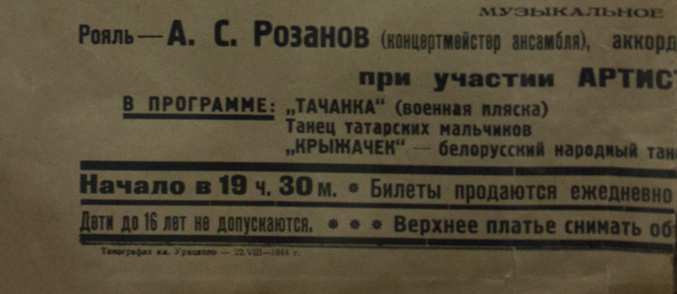 МУЗЫКАЛЬНОЕ
Рояль — А. С. РОЗАНОВ (концертмейстер ансамбля), аккорд
при участии АРТИС
В ПРОГРАММЕ: „ТАЧАНКА“ (военная пляска)
Танец татарских мальчиков
„КРЫЖАЧЕК“ — белорусский народный тан
Начало в 19 ч. 30 м. • Билеты продаются ежедневно
Дети до 16 лет не допускаются. • • • Верхнее платье снимать об
Типография им. Урицкого — 22-VIII—1944 г.